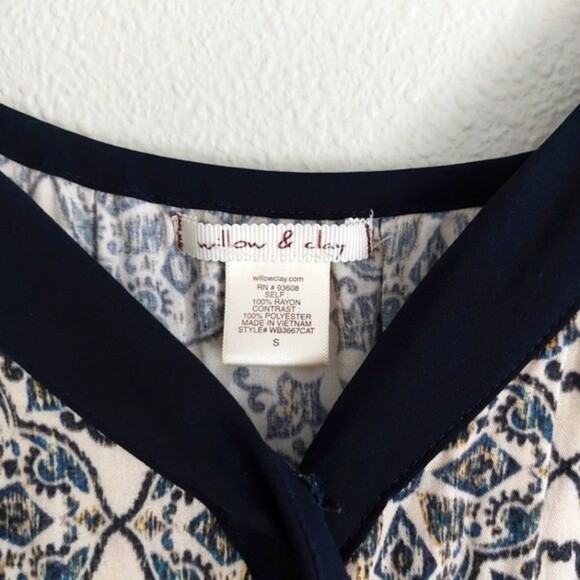 willow & clay
willowclay.com
RN # 93608
SELF :
100% RAYON
CONTRAST :
100% POLYESTER
MADE IN VIETNAM
STYLE# WB3667CAT
S